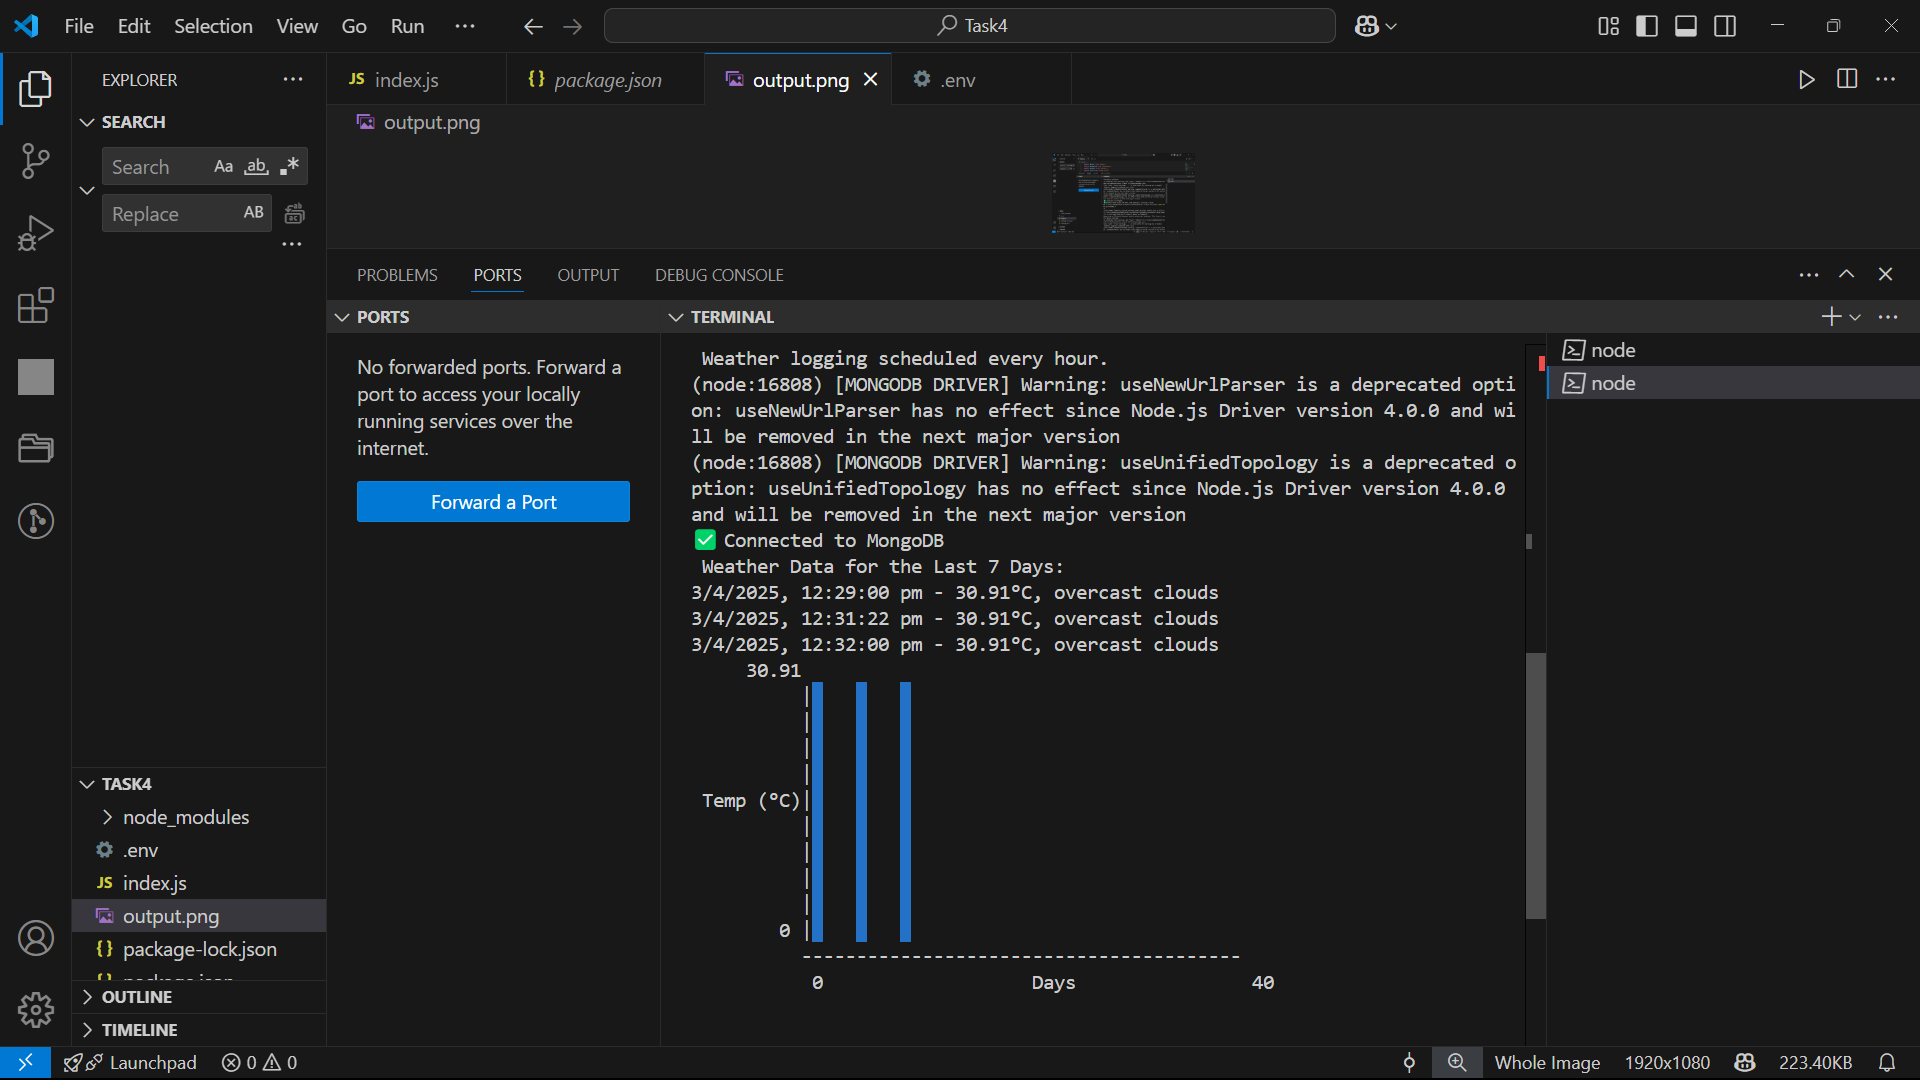 File Edit Selection View Go Run ··· Task4
EXPLORER ···
SEARCH
Search Aa ab .*
Replace AB
···
JS index.js
{} package.json
output.png
.env
output.png
PROBLEMS PORTS OUTPUT DEBUG CONSOLE
PORTS
No forwarded ports. Forward a
port to access your locally
running services over the
internet.
Forward a Port
TERMINAL
Weather logging scheduled every hour.
(node:16808) [MONGODB DRIVER] Warning: useNewUrlParser is a deprecated opti
on: useNewUrlParser has no effect since Node.js Driver version 4.0.0 and wi
ll be removed in the next major version
(node:16808) [MONGODB DRIVER] Warning: useUnifiedTopology is a deprecated o
ption: useUnifiedTopology has no effect since Node.js Driver version 4.0.0
and will be removed in the next major version
✅ Connected to MongoDB
Weather Data for the Last 7 Days:
3/4/2025, 12:29:00 pm - 30.91°C, overcast clouds
3/4/2025, 12:31:22 pm - 30.91°C, overcast clouds
3/4/2025, 12:32:00 pm - 30.91°C, overcast clouds
30.91
Temp (°C)
0
0 Days 40
node
node
TASK4
node_modules
.env
JS index.js
output.png
{} package-lock.json
OUTLINE
TIMELINE
Launchpad 0 0 Whole Image 1920x1080 223.40KB